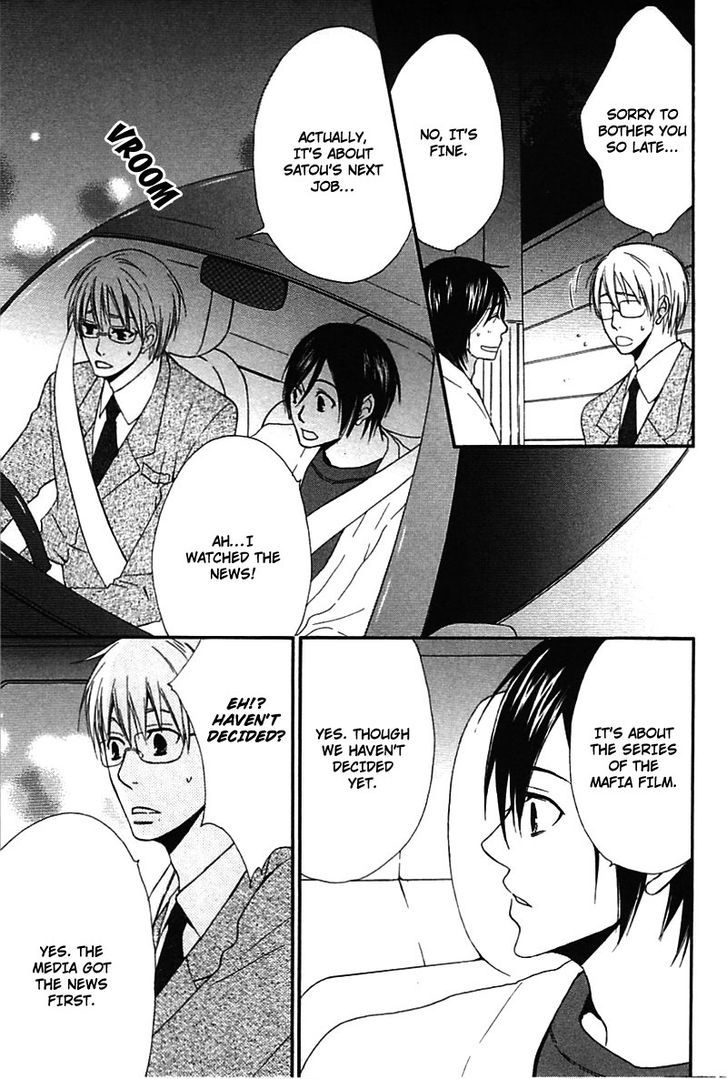 SORRY TO
BOTHER YOU
SO LATE...
NO, IT'S
FINE.
ACTUALLY,
IT'S ABOUT
SATOU'S NEXT
JOB...
VROOM
AH...I
WATCHED THE
NEWS!
IT'S ABOUT
THE SERIES
OF THE
MAFIA FILM.
YES. THOUGH
WE HAVEN'T
DECIDED
YET.
EH!?
HAVEN'T
DECIDED?
YES. THE
MEDIA GOT
THE NEWS
FIRST.